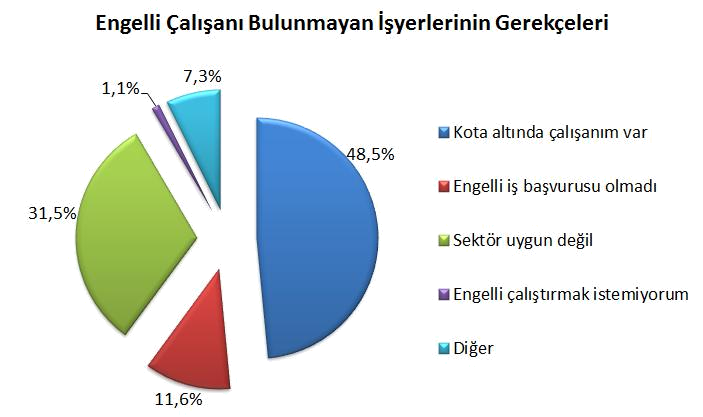 Engelli Çalışanı Bulunmayan İşyerlerinin Gerekçeleri
7,3%
1,1%
48,5%
31,5%
11,6%
Kota altında çalışanım var
Engelli iş başvurusu olmadı
Sektör uygun değil
Engelli çalıştırmak istemiyorum
Diğer